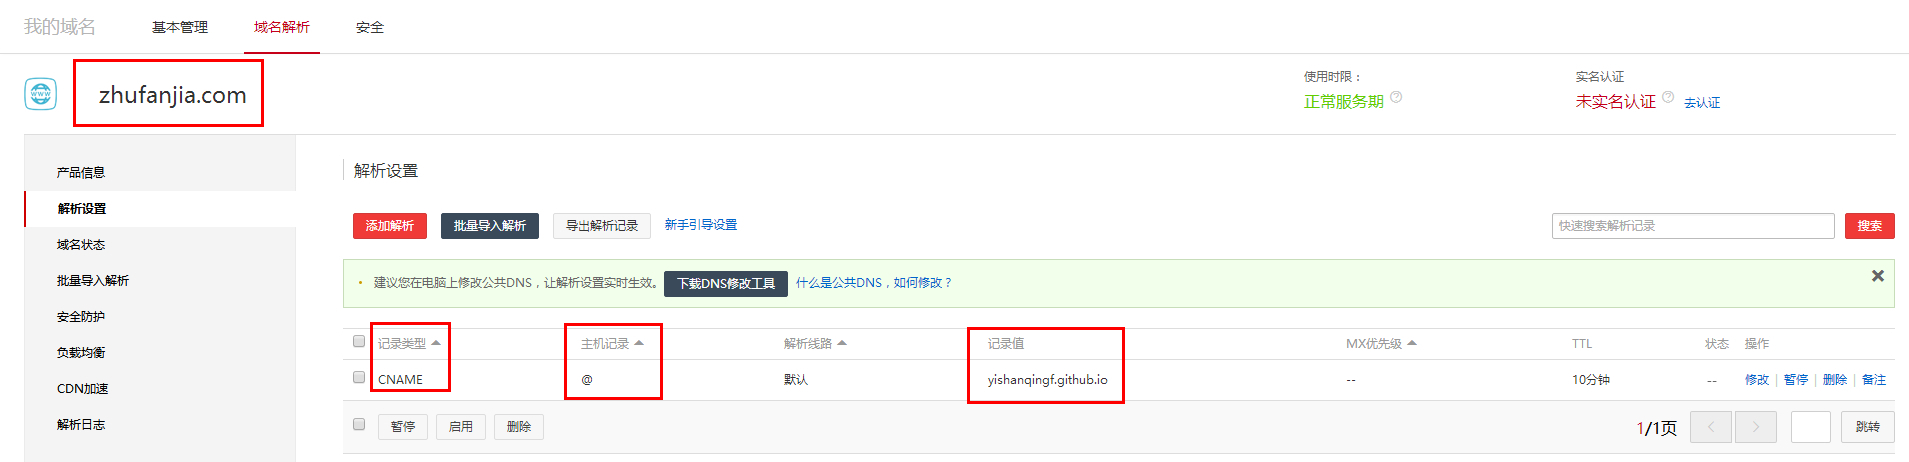 我的域名 基本管理 域名解析 安全
www zhufanjia.com 使用时限： 实名认证
正常服务期 ? 未实名认证 ? 去认证
产品信息
解析设置
域名状态
批量导入解析
安全防护
负载均衡
CDN加速
解析日志
解析设置
添加解析 批量导入解析 导出解析记录 新手引导设置 快速搜索解析记录 搜索
建议您在电脑上修改公共DNS，让解析设置实时生效。 下载DNS修改工具 什么是公共DNS，如何修改？
记录类型 主机记录 解析线路 记录值 MX优先级 TTL 状态 操作
CNAME @ 默认 yishanqingf.github.io -- 10分钟 -- 修改 | 暂停 | 删除 | 备注
暂停 启用 删除 1/1页 跳转